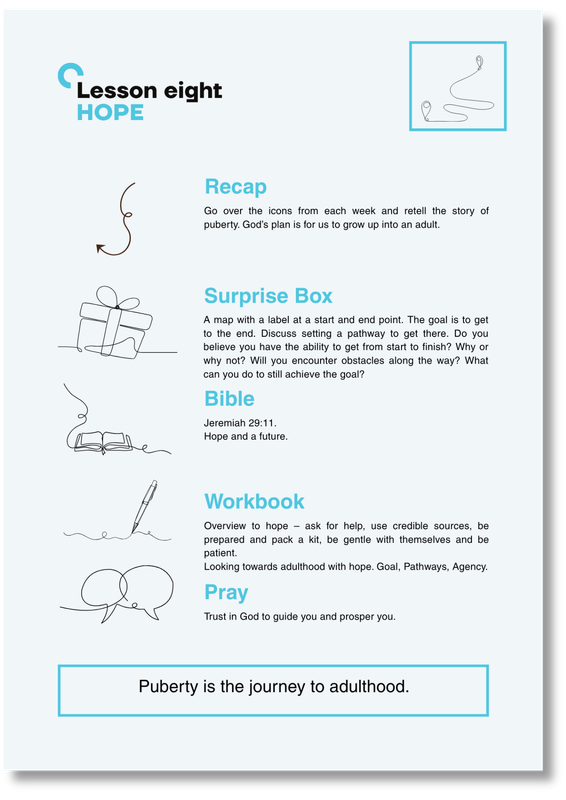 Lesson eight
HOPE
Recap
Go over the icons from each week and retell the story of
puberty. God's plan is for us to grow up into an adult.
Surprise Box
A map with a label at a start and end point. The goal is to get
to the end. Discuss setting a pathway to get there. Do you
believe you have the ability to get from start to finish? Why or
why not? Will you encounter obstacles along the way? What
can you do to still achieve the goal?
Bible
Jeremiah 29:11.
Hope and a future.
Workbook
Overview to hope – ask for help, use credible sources, be
prepared and pack a kit, be gentle with themselves and be
patient.
Looking towards adulthood with hope. Goal, Pathways, Agency.
Pray
Trust in God to guide you and prosper you.
Puberty is the journey to adulthood.